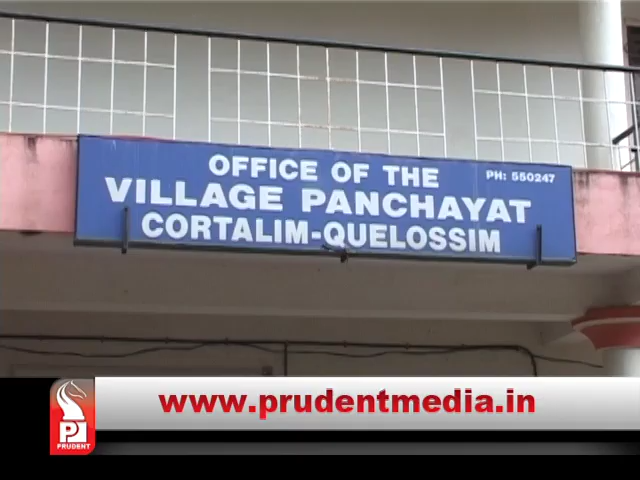 OFFICE OF THE
PH: 550247
VILLAGE PANCHAYAT
CORTALIM-QUELOSSIM
www.prudentmedia.in
P
PRUDENT